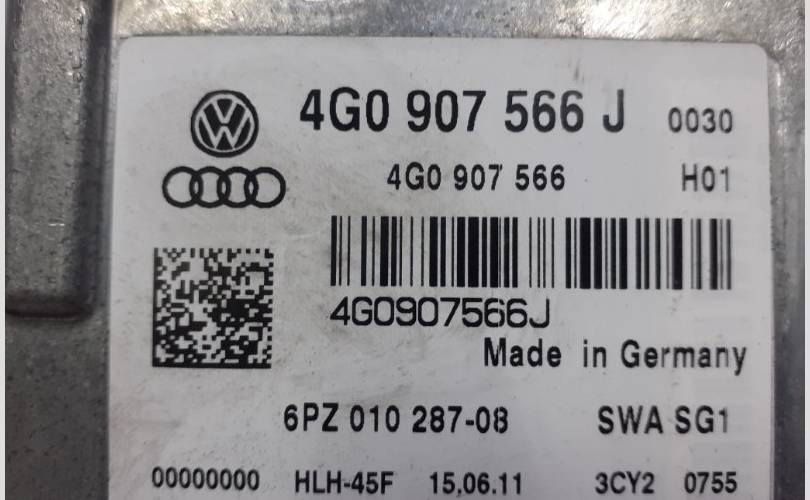 4G0 907 566 J 0030
4G0 907 566 H01
4G0907566J
Made in Germany
6PZ 010 287-08 SWA SG1
00000000 HLH-45F 15.06.11 3CY2 0755